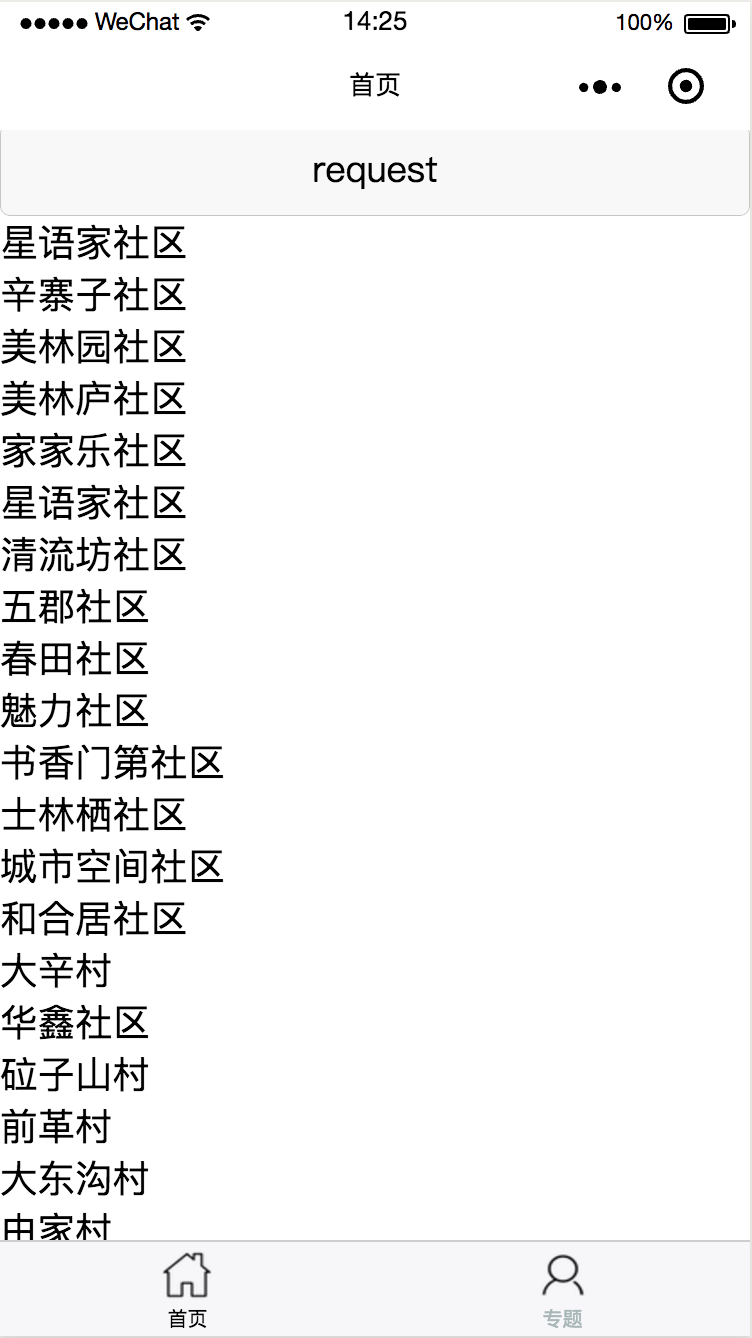 WeChat 14:25 100%
首页
request
星语家社区
辛寨子社区
美林园社区
美林庐社区
家家乐社区
星语家社区
清流坊社区
五郡社区
春田社区
魅力社区
书香门第社区
士林栖社区
城市空间社区
和合居社区
大辛村
华鑫社区
砬子山村
前革村
大东沟村
由家村
首页 专题